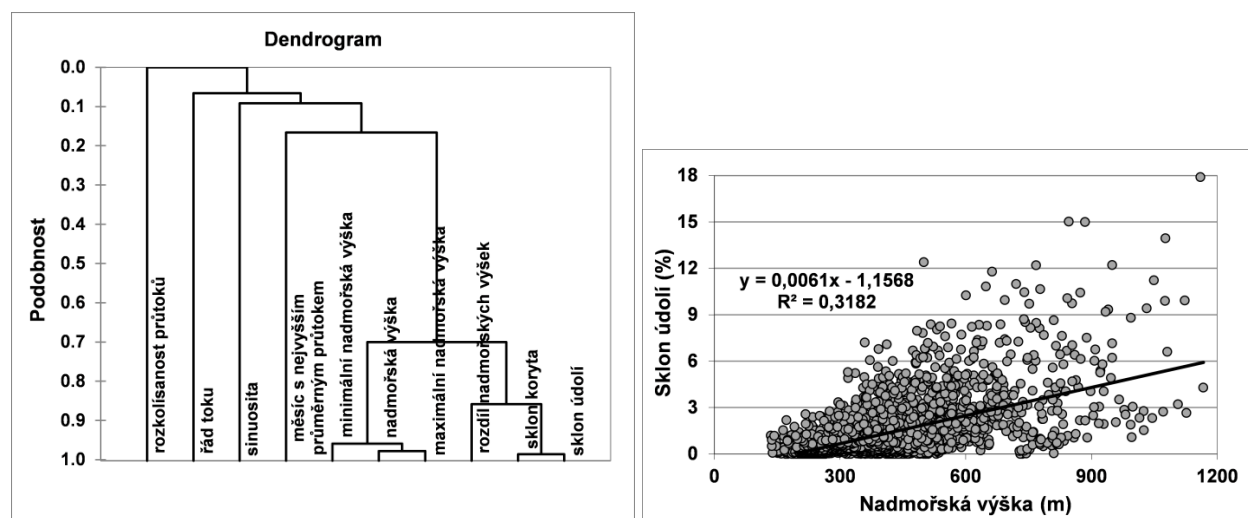 Dendrogram
Podobnost
0.0
0.1
0.2
0.3
0.4
0.5
0.6
0.7
0.8
0.9
1.0
rozkolísanost průtoků
řád toku
sinuosita
měsíc s nejvyšším
průměrným průtokem
minimální nadmořská výška
nadmořská výška
maximální nadmořská výška
rozdíl nadmořských výšek
sklon koryta
sklon údolí
Sklon údolí (%)
18
15
12
9
6
3
0
y = 0,0061x - 1,1568
R² = 0,3182
0 300 600 900 1200
Nadmořská výška (m)